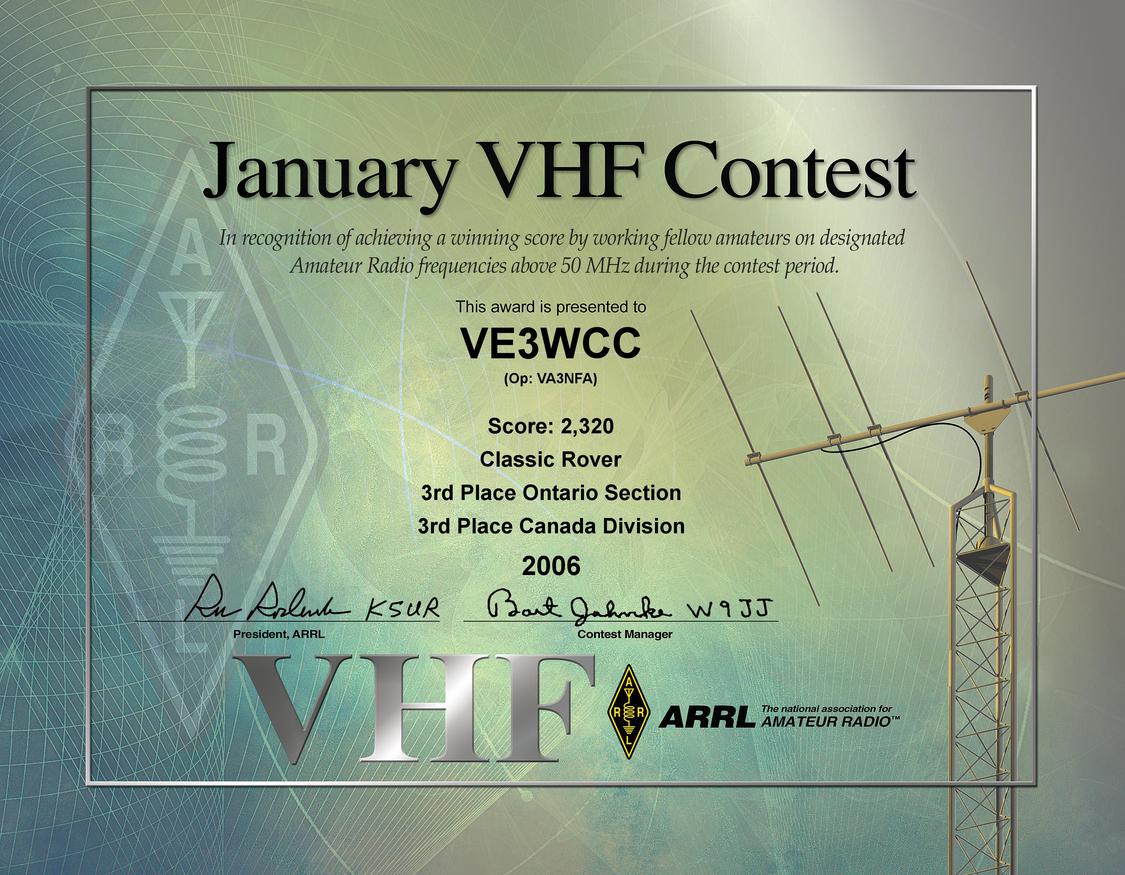 January VHF Contest
In recognition of achieving a winning score by working fellow amateurs on designated
Amateur Radio frequencies above 50 MHz during the contest period.
This award is presented to
VE3WCC
(Op: VA3NFA)
Score: 2,320
Classic Rover
3rd Place Ontario Section
3rd Place Canada Division
2006
K5UR
Bart Jahnke W9JJ
President, ARRL
Contest Manager
VHF
A
R R
L
ARRL
The national association for
AMATEUR RADIO™
A
R R
L